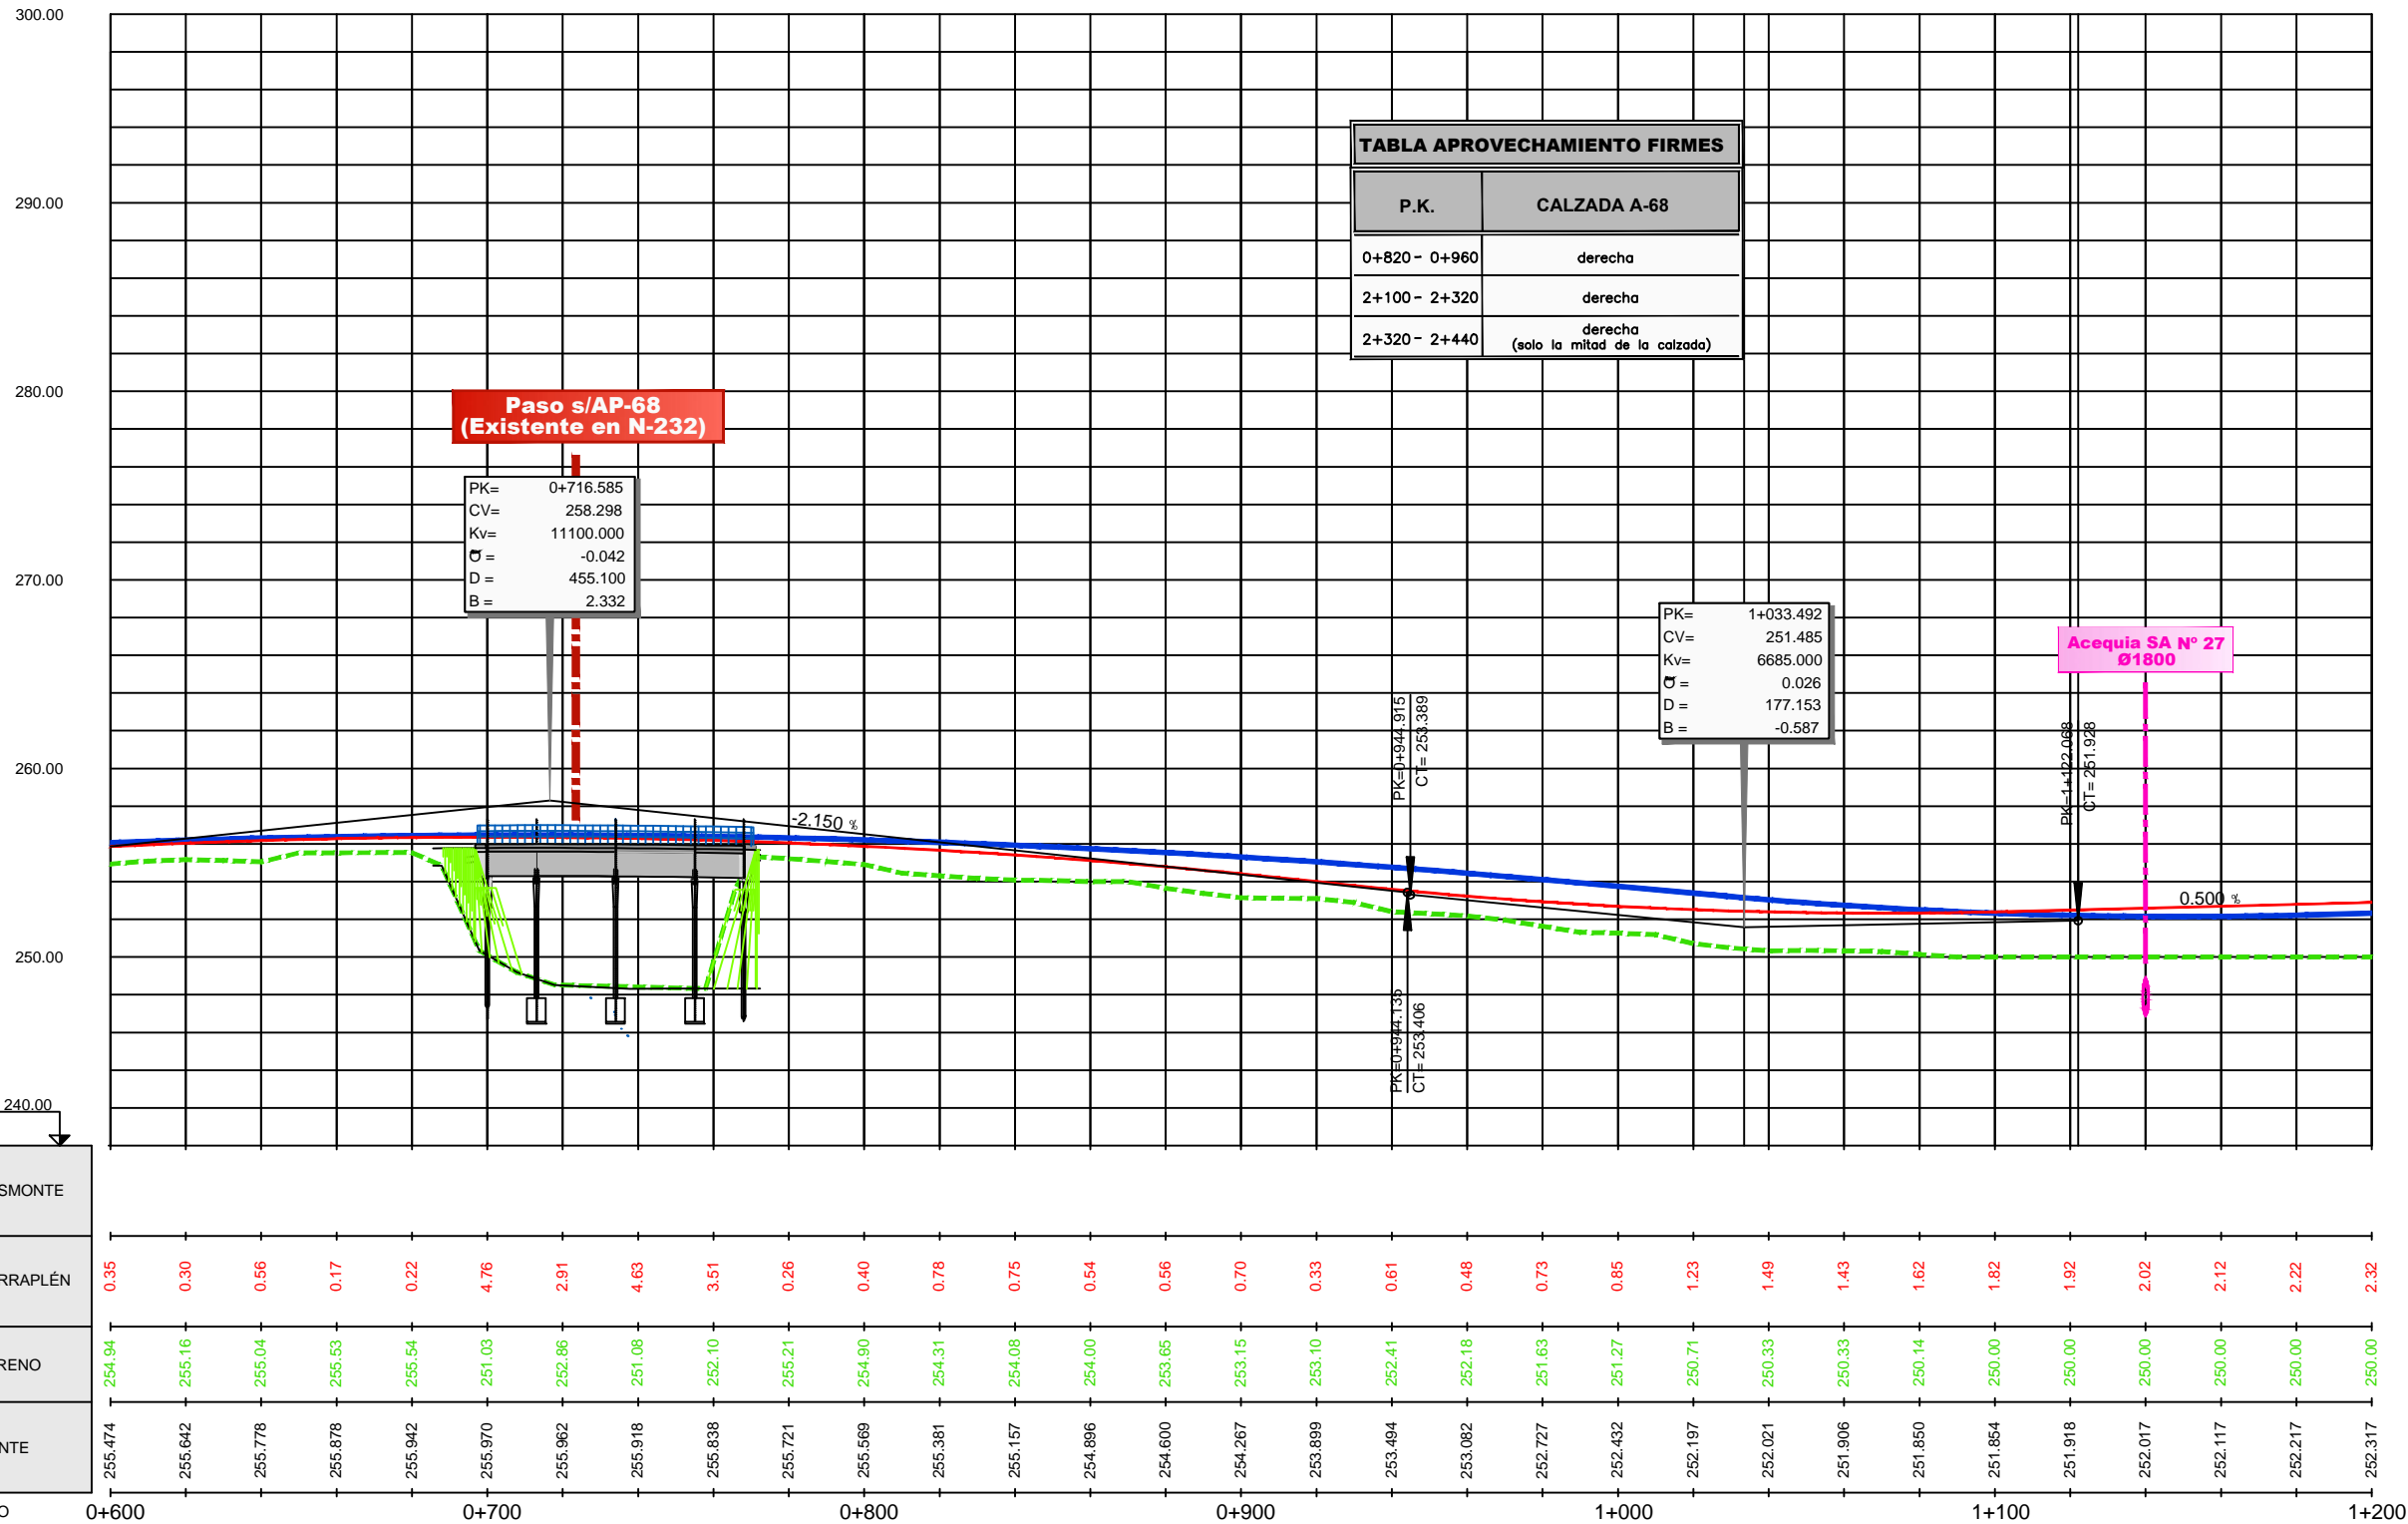 300.00
290.00
280.00
270.00
260.00
250.00
240.00
TABLA APROVECHAMIENTO FIRMES
P.K. CALZADA A-68
0+820- 0+960 derecha
2+100- 2+320 derecha
2+320- 2+440 derecha
(solo la mitad de la calzada)
Paso s/AP-68
(Existente en N-232)
PK= 0+716.585
CV= 258.298
Kv= 11100.000
Ō = -0.042
D = 455.100
B = 2.332
PK= 1+033.492
CV= 251.485
Kv= 6685.000
Ō = 0.026
D = 177.153
B = -0.587
Acequia SA Nº 27
Ø1800
-2.150 %
PK=0+944.915
CT= 253.389
PK=0+944.135
CT= 253.406
PK=1+122.068
CT= 251.928
0.500 %
SMONTE
RRAPLÉN
0.35 0.30 0.56 0.17 0.22 4.76 2.91 4.63 3.51 0.26 0.40 0.78 0.75 0.54 0.56 0.70 0.33 0.61 0.48 0.73 0.85 1.23 1.49 1.43 1.62 1.82 1.92 2.02 2.12 2.22 2.32
RENO
254.94 255.16 255.04 255.53 255.54 251.03 252.86 251.08 252.10 255.21 254.90 254.31 254.08 254.00 253.65 253.15 253.10 252.41 252.18 251.63 251.27 250.71 250.33 250.33 250.14 250.00 250.00 250.00 250.00 250.00 250.00
NTE
255.474 255.642 255.778 255.878 255.942 255.970 255.962 255.918 255.838 255.721 255.569 255.381 255.157 254.896 254.600 254.267 253.899 253.494 253.082 252.727 252.432 252.197 252.021 251.906 251.850 251.854 251.918 252.017 252.117 252.217 252.317
O
0+600 0+700 0+800 0+900 1+000 1+100 1+200